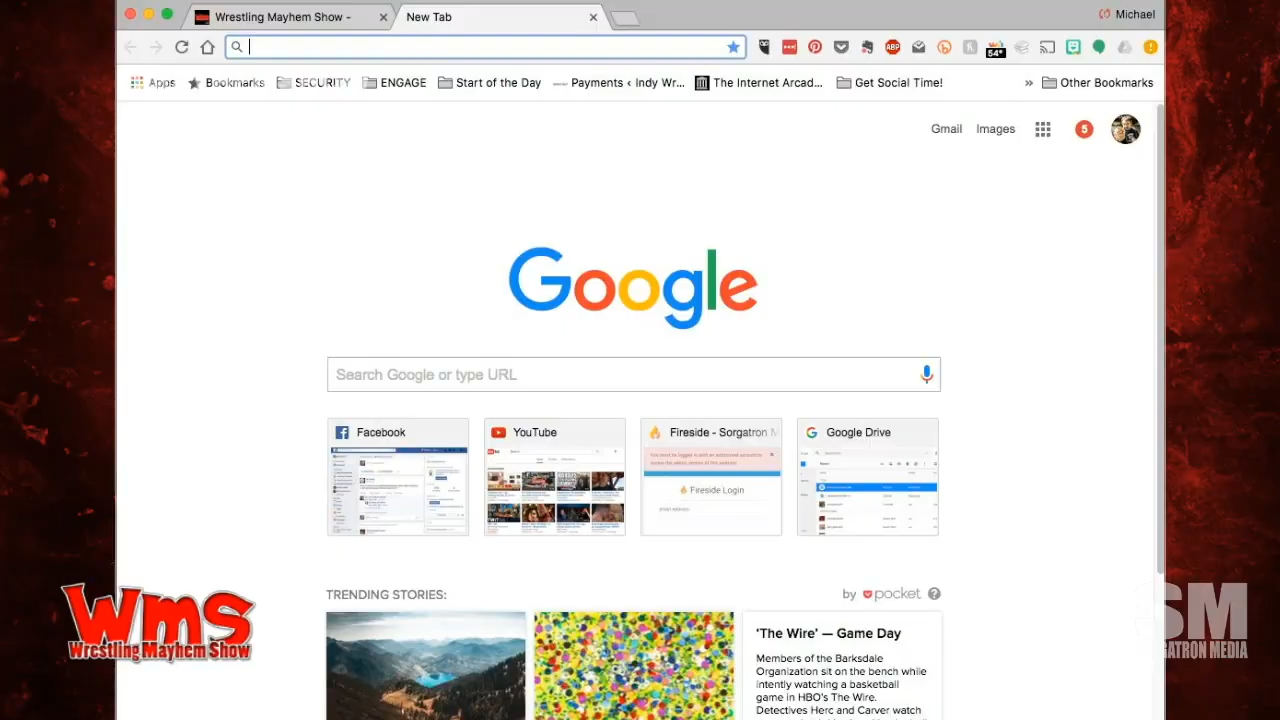 Wrestling Mayhem Show -
New Tab
Michael
ABP
54°
Apps
Bookmarks
SECURITY
ENGAGE
Start of the Day
Payments ‹ Indy Wr...
The Internet Arcad...
Get Social Time!
»
Other Bookmarks
Gmail
Images
5
Google
Search Google or type URL
Facebook
YouTube
Fireside - Sorgatron M
Google Drive
Fireside Login
TRENDING STORIES:
by pocket ?
'The Wire' — Game Day
Members of the Barksdale
Organization sit on the bench while
intently watching a basketball
game in HBO's The Wire.
Detectives Herc and Carver watch
WMS
Wrestling Mayhem Show
SM
GATRON MEDIA